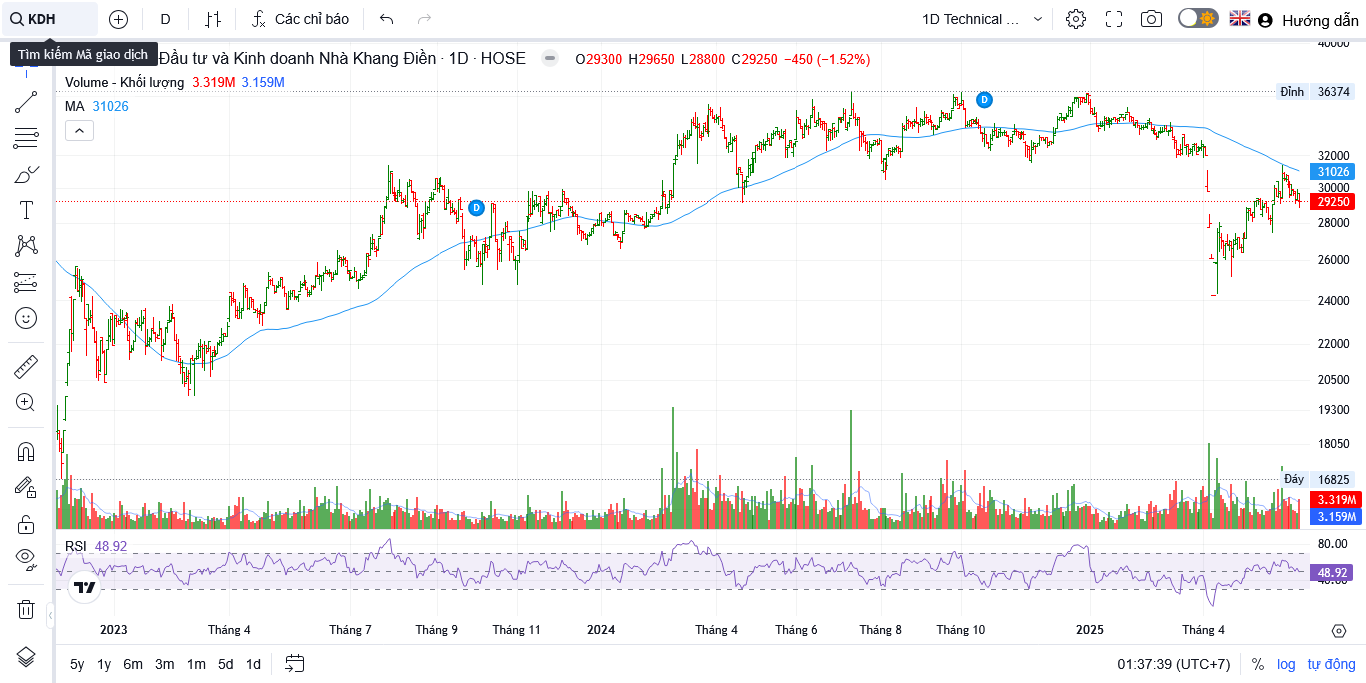 KDH
D
Các chỉ báo
1D Technical ...
Hướng dẫn
Tìm kiếm Mã giao dịch
Đầu tư và Kinh doanh Nhà Khang Điền · 1D · HOSE
O29300 H29650 L28800 C29250 −450 (−1.52%)
Volume - Khối lượng 3.319M 3.159M
MA 31026
40000
Đỉnh 36374
32000
31026
30000
29250
28000
26000
24000
22000
20500
19300
18050
Đáy 16825
3.319M
3.159M
D
D
RSI 48.92
80.00
48.92
40.00
2023 Tháng 4 Tháng 7 Tháng 9 Tháng 11 2024 Tháng 4 Tháng 6 Tháng 8 Tháng 10 2025 Tháng 4
5y 1y 6m 3m 1m 5d 1d
01:37:39 (UTC+7) % log tự động